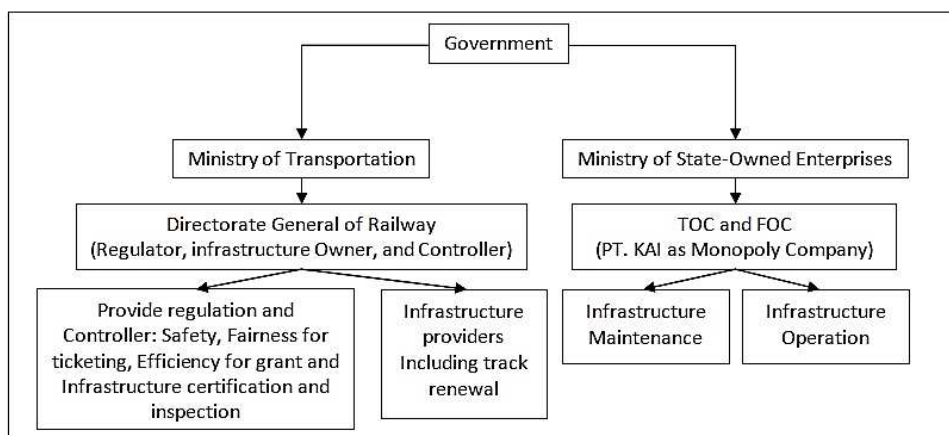 Government
Ministry of Transportation
Ministry of State-Owned Enterprises
Directorate General of Railway
(Regulator, infrastructure Owner, and Controller)
TOC and FOC
(PT. KAI as Monopoly Company)
Provide regulation and
Controller: Safety, Fairness for
ticketing, Efficiency for grant and
Infrastructure certification and
inspection
Infrastructure
providers
Including track
renewal
Infrastructure
Maintenance
Infrastructure
Operation